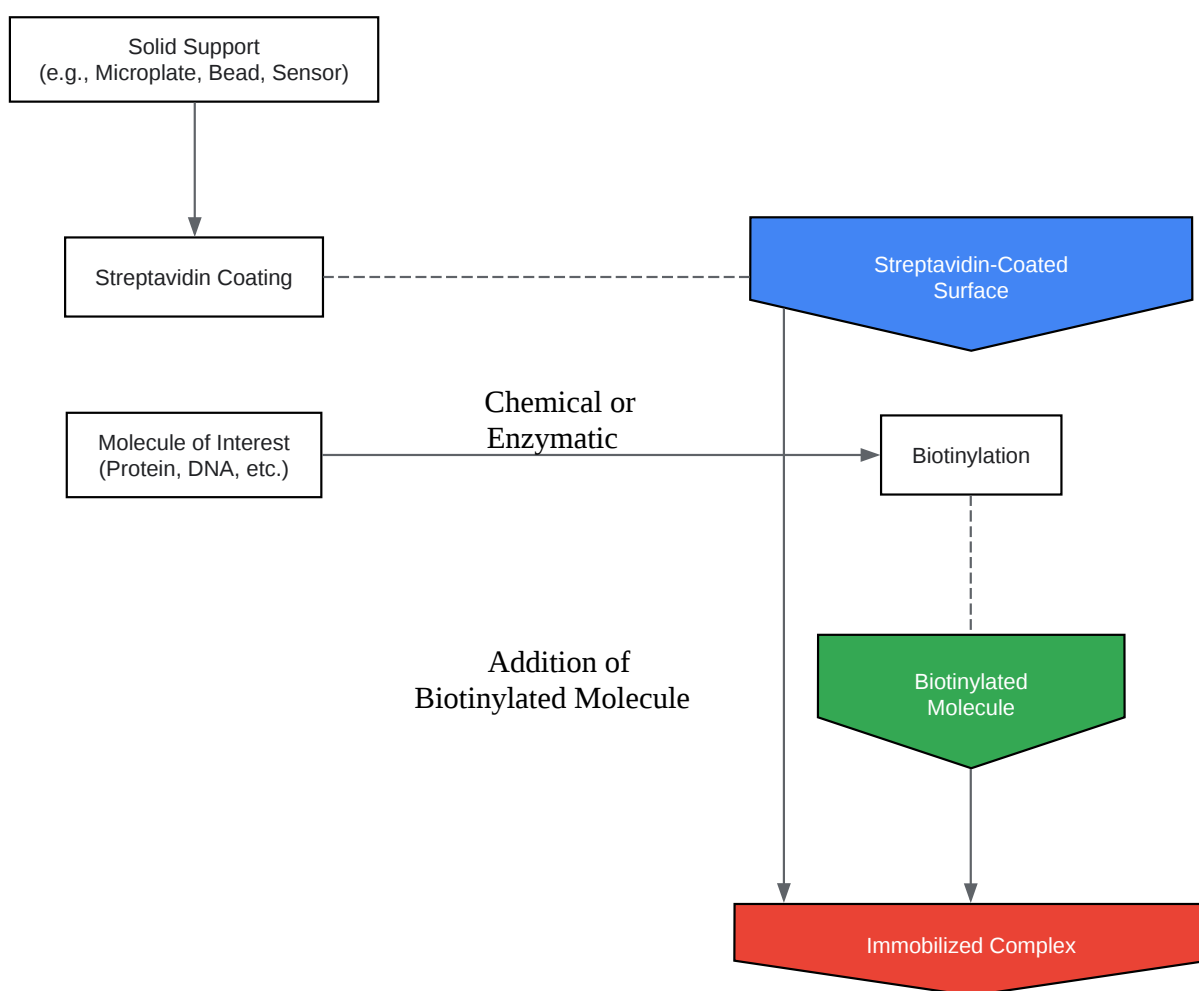 Solid Support
(e.g., Microplate, Bead, Sensor)
Streptavidin Coating
Streptavidin-Coated
Surface
Chemical or
Enzymatic
Molecule of Interest
(Protein, DNA, etc.)
Biotinylation
Addition of
Biotinylated Molecule
Biotinylated
Molecule
Immobilized Complex